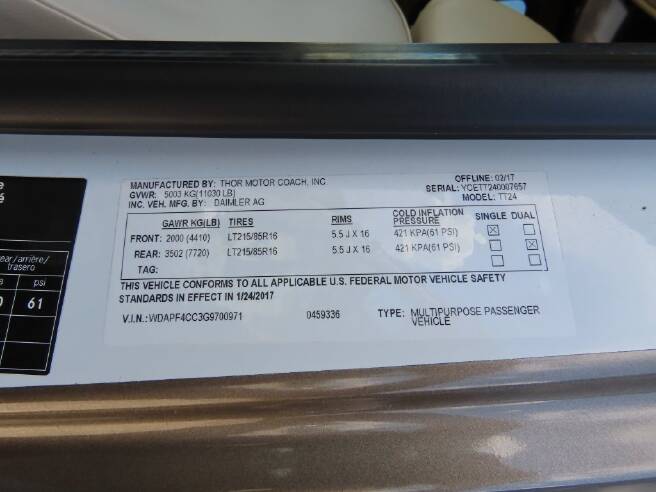 MANUFACTURED BY: THOR MOTOR COACH, INC
OFFLINE: 02/17
GVWR: 5003 KG(11030 LB)
SERIAL: YCETT240007657
INC. VEH. MFG. BY: DAIMLER AG
MODEL: TT24
GAWR KG(LB) TIRES RIMS COLD INFLATION PRESSURE SINGLE DUAL
FRONT: 2000 (4410) LT215/85R16 5.5 J X 16 421 KPA(61 PSI)
REAR: 3502 (7720) LT215/85R16 5.5 J X 16 421 KPA(61 PSI)
TAG:
THIS VEHICLE CONFORMS TO ALL APPLICABLE U.S. FEDERAL MOTOR VEHICLE SAFETY
STANDARDS IN EFFECT IN 1/24/2017
V.I.N.: WDAPF4CC3G9700971 0459336 TYPE: MULTIPURPOSE PASSENGER
VEHICLE
ear/arrière/
trasero
psi
61